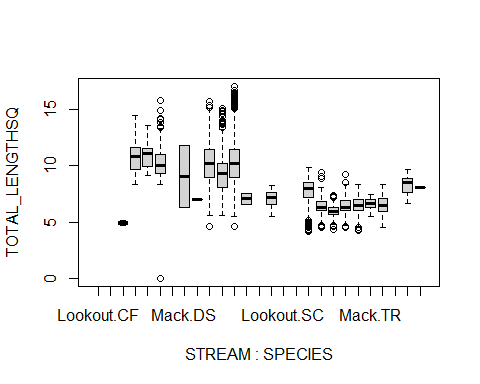 TOTAL_LENGTHSQ
15
10
5
0
Lookout.CF Mack.DS Lookout.SC Mack.TR
STREAM : SPECIES